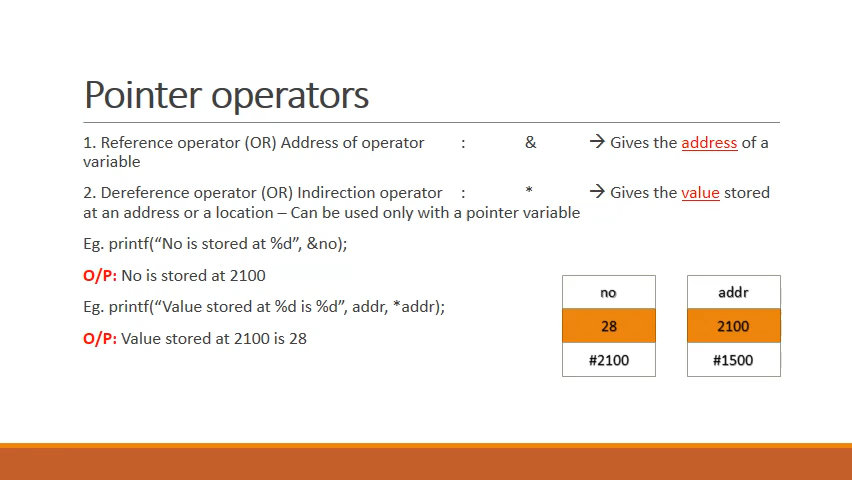 Pointer operators
1. Reference operator (OR) Address of operator : & → Gives the address of a
variable
2. Dereference operator (OR) Indirection operator : * → Gives the value stored
at an address or a location – Can be used only with a pointer variable
Eg. printf(“No is stored at %d”, &no);
O/P: No is stored at 2100
Eg. printf(“Value stored at %d is %d”, addr, *addr);
O/P: Value stored at 2100 is 28
no addr
28 2100
#2100 #1500